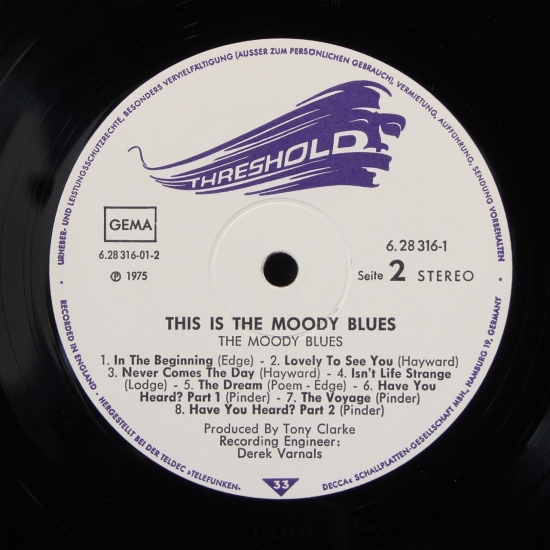 URHEBER- UND LEISTUNGSSCHUTZRECHTE, BESONDERS VERVIELFÄLTIGUNG (AUSSER ZUM PERSÖNLICHEN GEBRAUCH), VERMIETUNG, AUFFÜHRUNG, SENDUNG VORBEHALTEN
THRESHOLD
GEMA
6.28 316-01-2
℗ 1975
6.28 316-1
Seite 2 STEREO
THIS IS THE MOODY BLUES
THE MOODY BLUES
1. In The Beginning (Edge) - 2. Lovely To See You (Hayward)
3. Never Comes The Day (Hayward) - 4. Isn't Life Strange
(Lodge) - 5. The Dream (Poem - Edge) - 6. Have You
Heard? Part 1 (Pinder) - 7. The Voyage (Pinder)
8. Have You Heard? Part 2 (Pinder)
Produced By Tony Clarke
Recording Engineer:
Derek Varnals
RECORDED IN ENGLAND · HERGESTELLT BEI DER TELDEC »TELEFUNKEN·
33
DECCA« SCHALLPLATTEN-GESELLSCHAFT MBH, HAMBURG 19, GERMANY ·